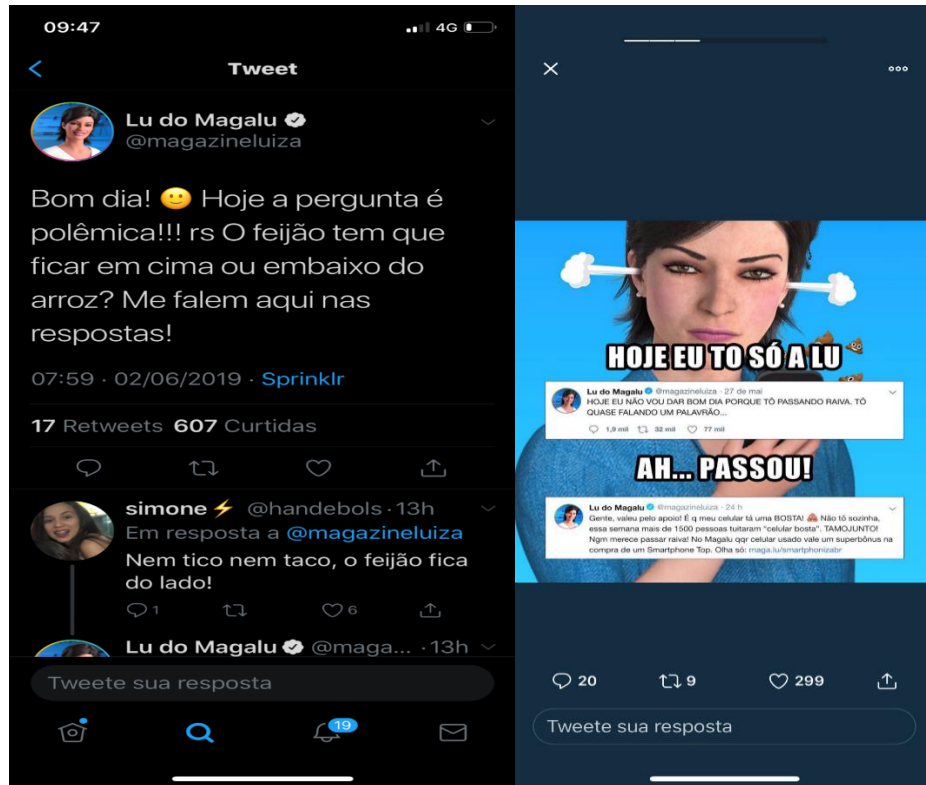 09:47
4G
Tweet
Lu do Magalu
@magazineluiza
Bom dia! 🙂 Hoje a pergunta é
polêmica!!! rs O feijão tem que
ficar em cima ou embaixo do
arroz? Me falem aqui nas
respostas!
07:59 · 02/06/2019 · Sprinklr
17 Retweets 607 Curtidas
simone ⚡ @handebols · 13h
Em resposta a @magazineluiza
Nem tico nem taco, o feijão fica
do lado!
1
6
Lu do Magalu @maga... · 13h
Tweete sua resposta
19
HOJE EU TO SÓ A LU
Lu do Magalu @magazineluiza · 27 de mai
HOJE EU NÃO VOU DAR BOM DIA PORQUE TÔ PASSANDO RAIVA. TÔ
QUASE FALANDO UM PALAVRÃO...
1,9 mil 32 mil 77 mil
AH... PASSOU!
Lu do Magalu @magazineluiza · 24 h
Gente, valeu pelo apoio! É q meu celular tá uma BOSTA! 💩 Não tô sozinha,
essa semana mais de 1500 pessoas tuitaram "celular bosta". TAMOJUNTO!
Ngm merece passar raiva! No Magalu qqr celular usado vale um superbônus na
compra de um Smartphone Top. Olha só: maga.lu/smartphonizabr
20 9 299
Tweete sua resposta